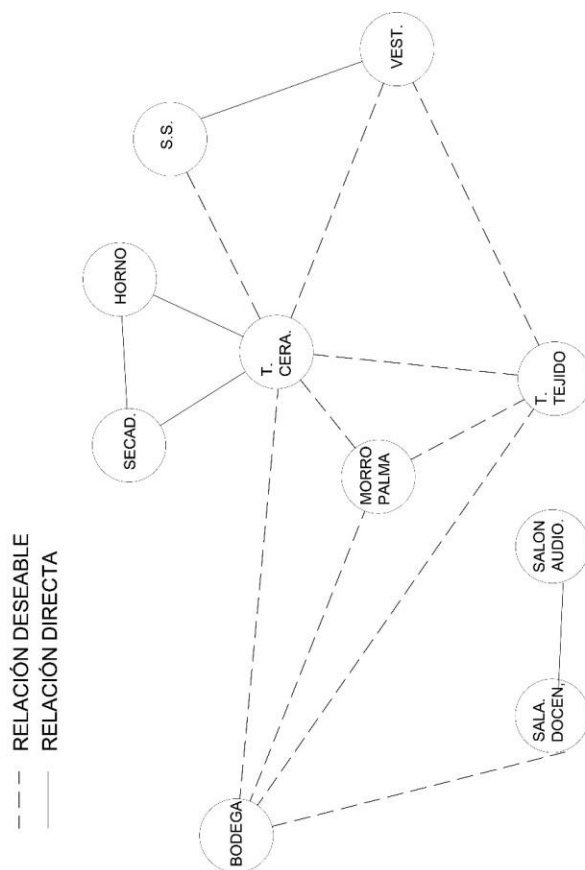 RELACIÓN DESEABLE
RELACIÓN DIRECTA
BODEGA
SECAD.
HORNO
S.S.
VEST.
T.
CERA.
MORRO
PALMA
SALA.
DOCEN.
SALON
AUDIO.
T.
TEJIDO